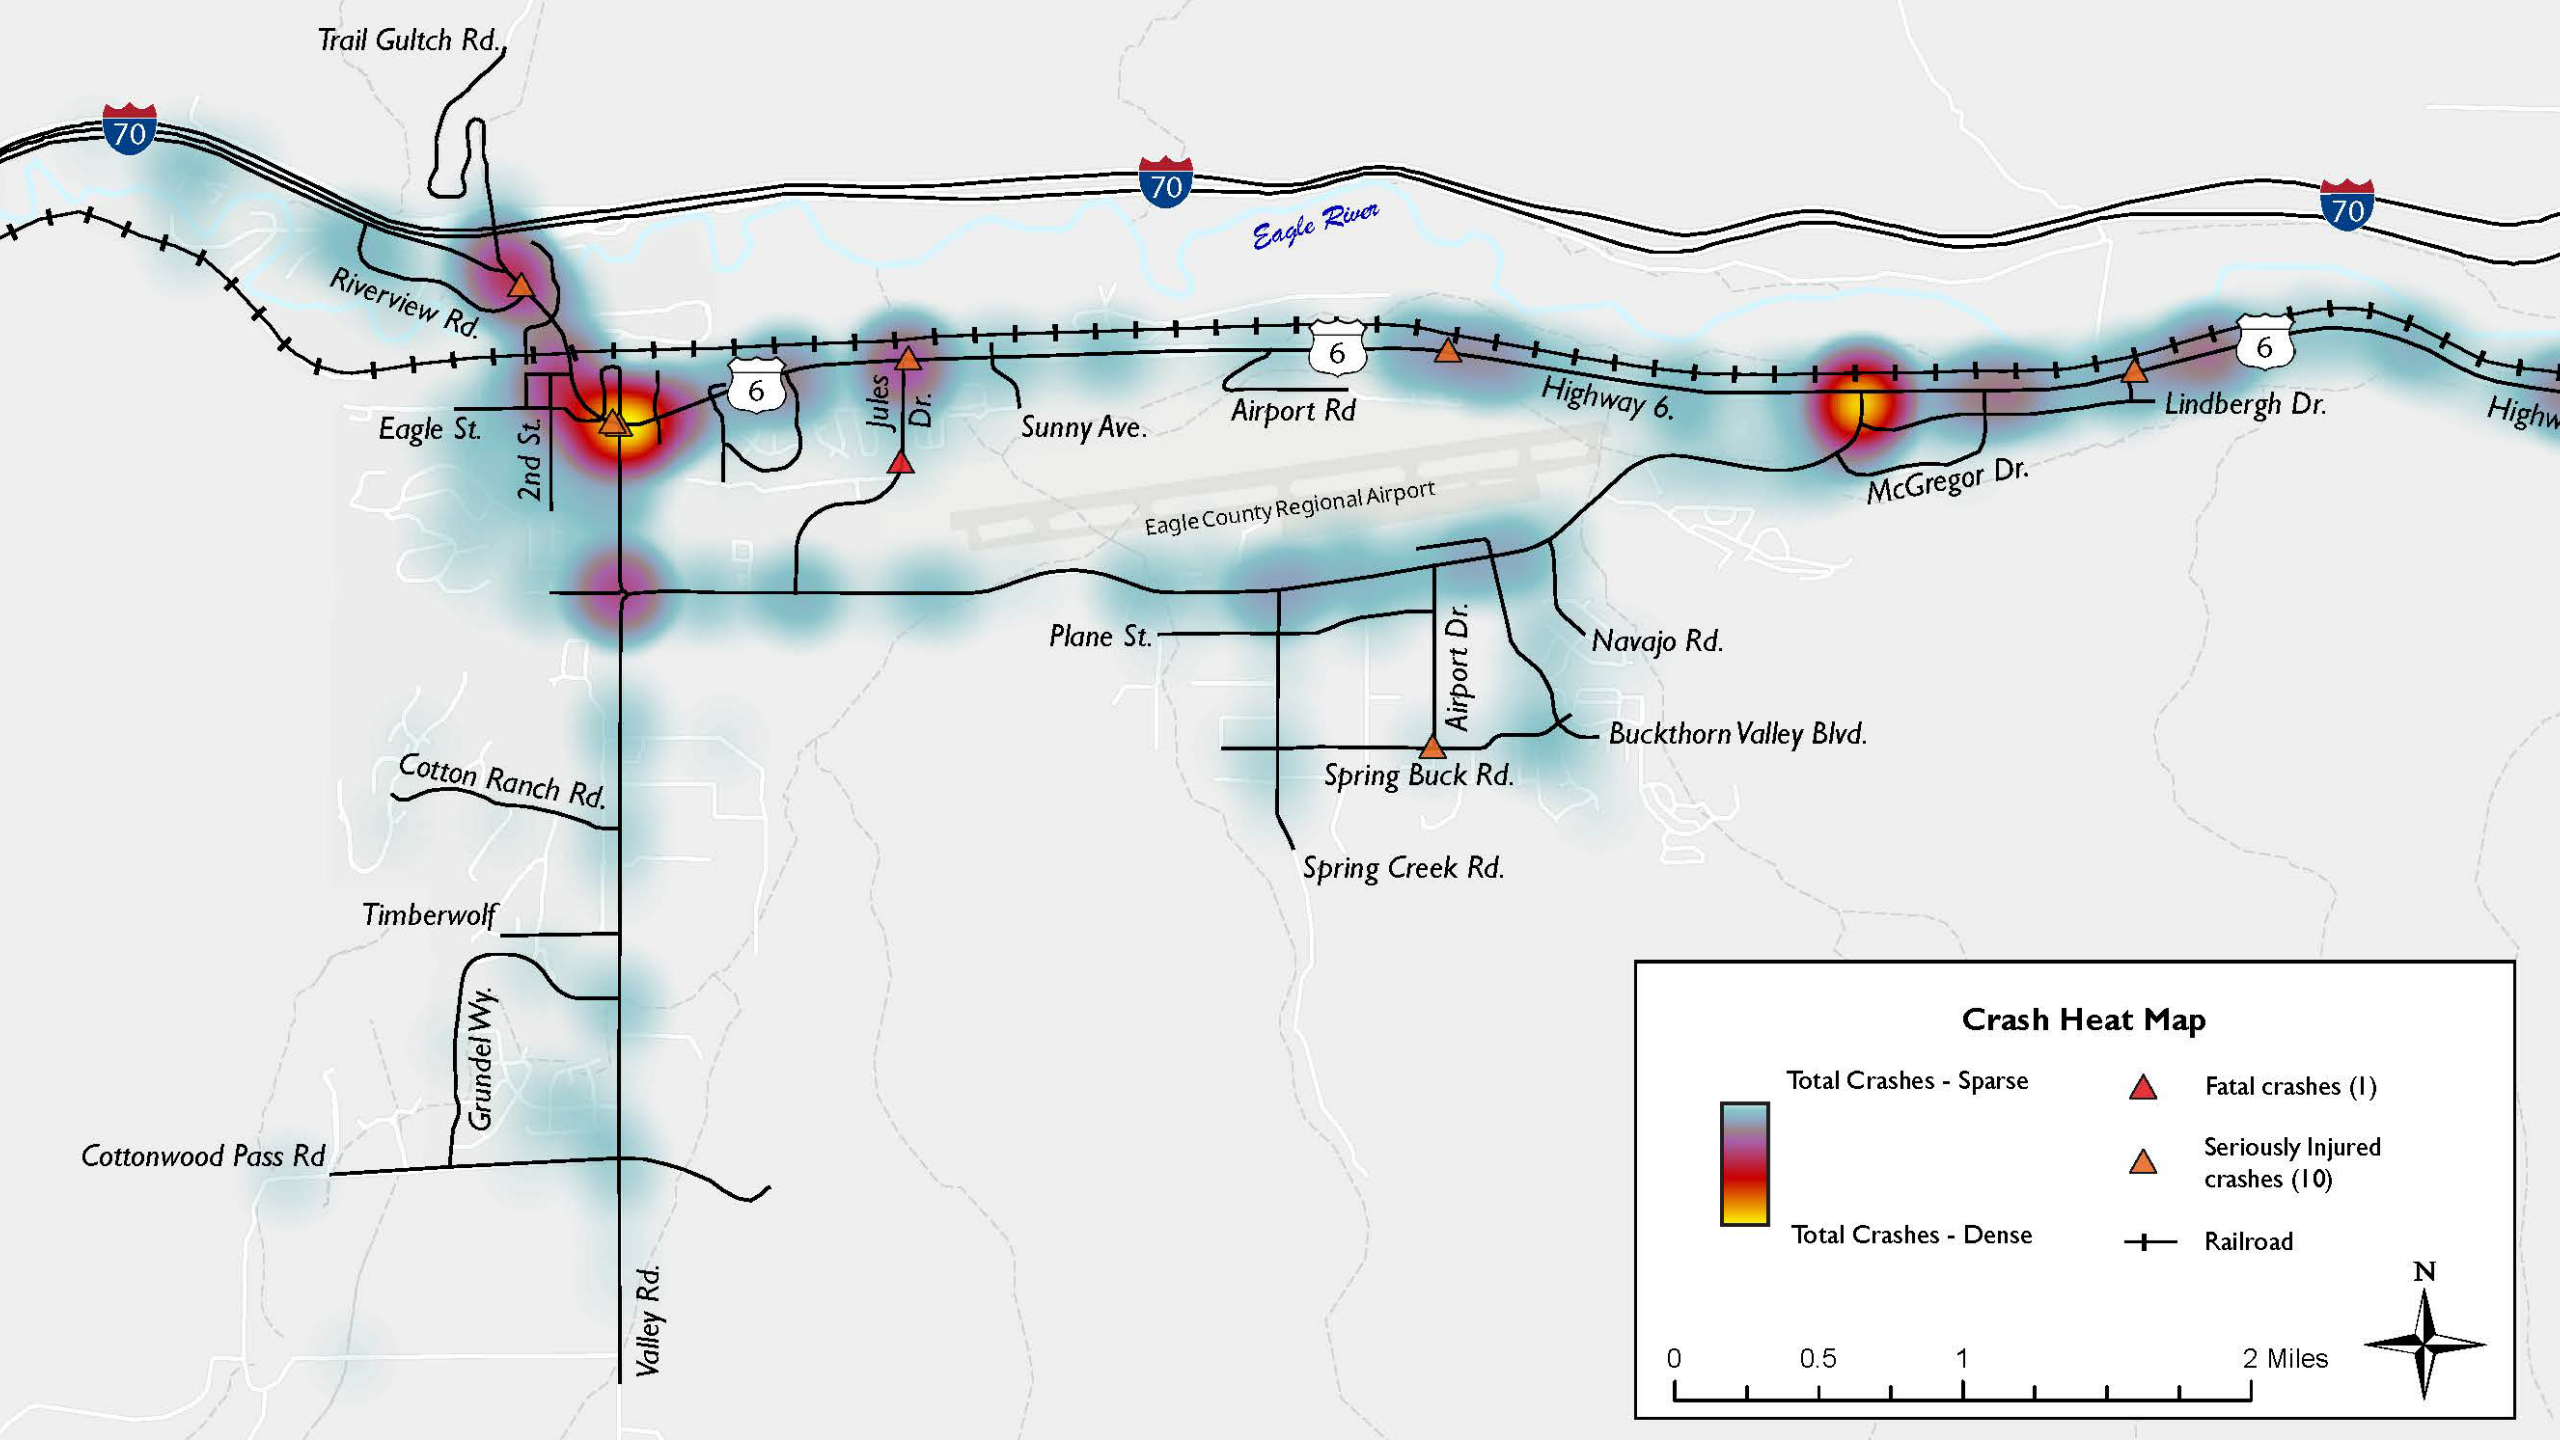 Trail Gultch Rd.
70
70
70
Eagle River
Riverview Rd.
6
6
6
Jules
Dr.
Eagle St.
2nd St.
Sunny Ave.
Airport Rd
Highway 6.
Lindbergh Dr.
Highw
McGregor Dr.
Eagle County Regional Airport
Plane St.
Airport Dr.
Navajo Rd.
Buckthorn Valley Blvd.
Spring Buck Rd.
Cotton Ranch Rd.
Spring Creek Rd.
Timberwolf
Grundel Wy.
Cottonwood Pass Rd
Valley Rd.
Crash Heat Map
Total Crashes - Sparse
Total Crashes - Dense
Fatal crashes (1)
Seriously Injured
crashes (10)
Railroad
N
0 0.5 1 2 Miles